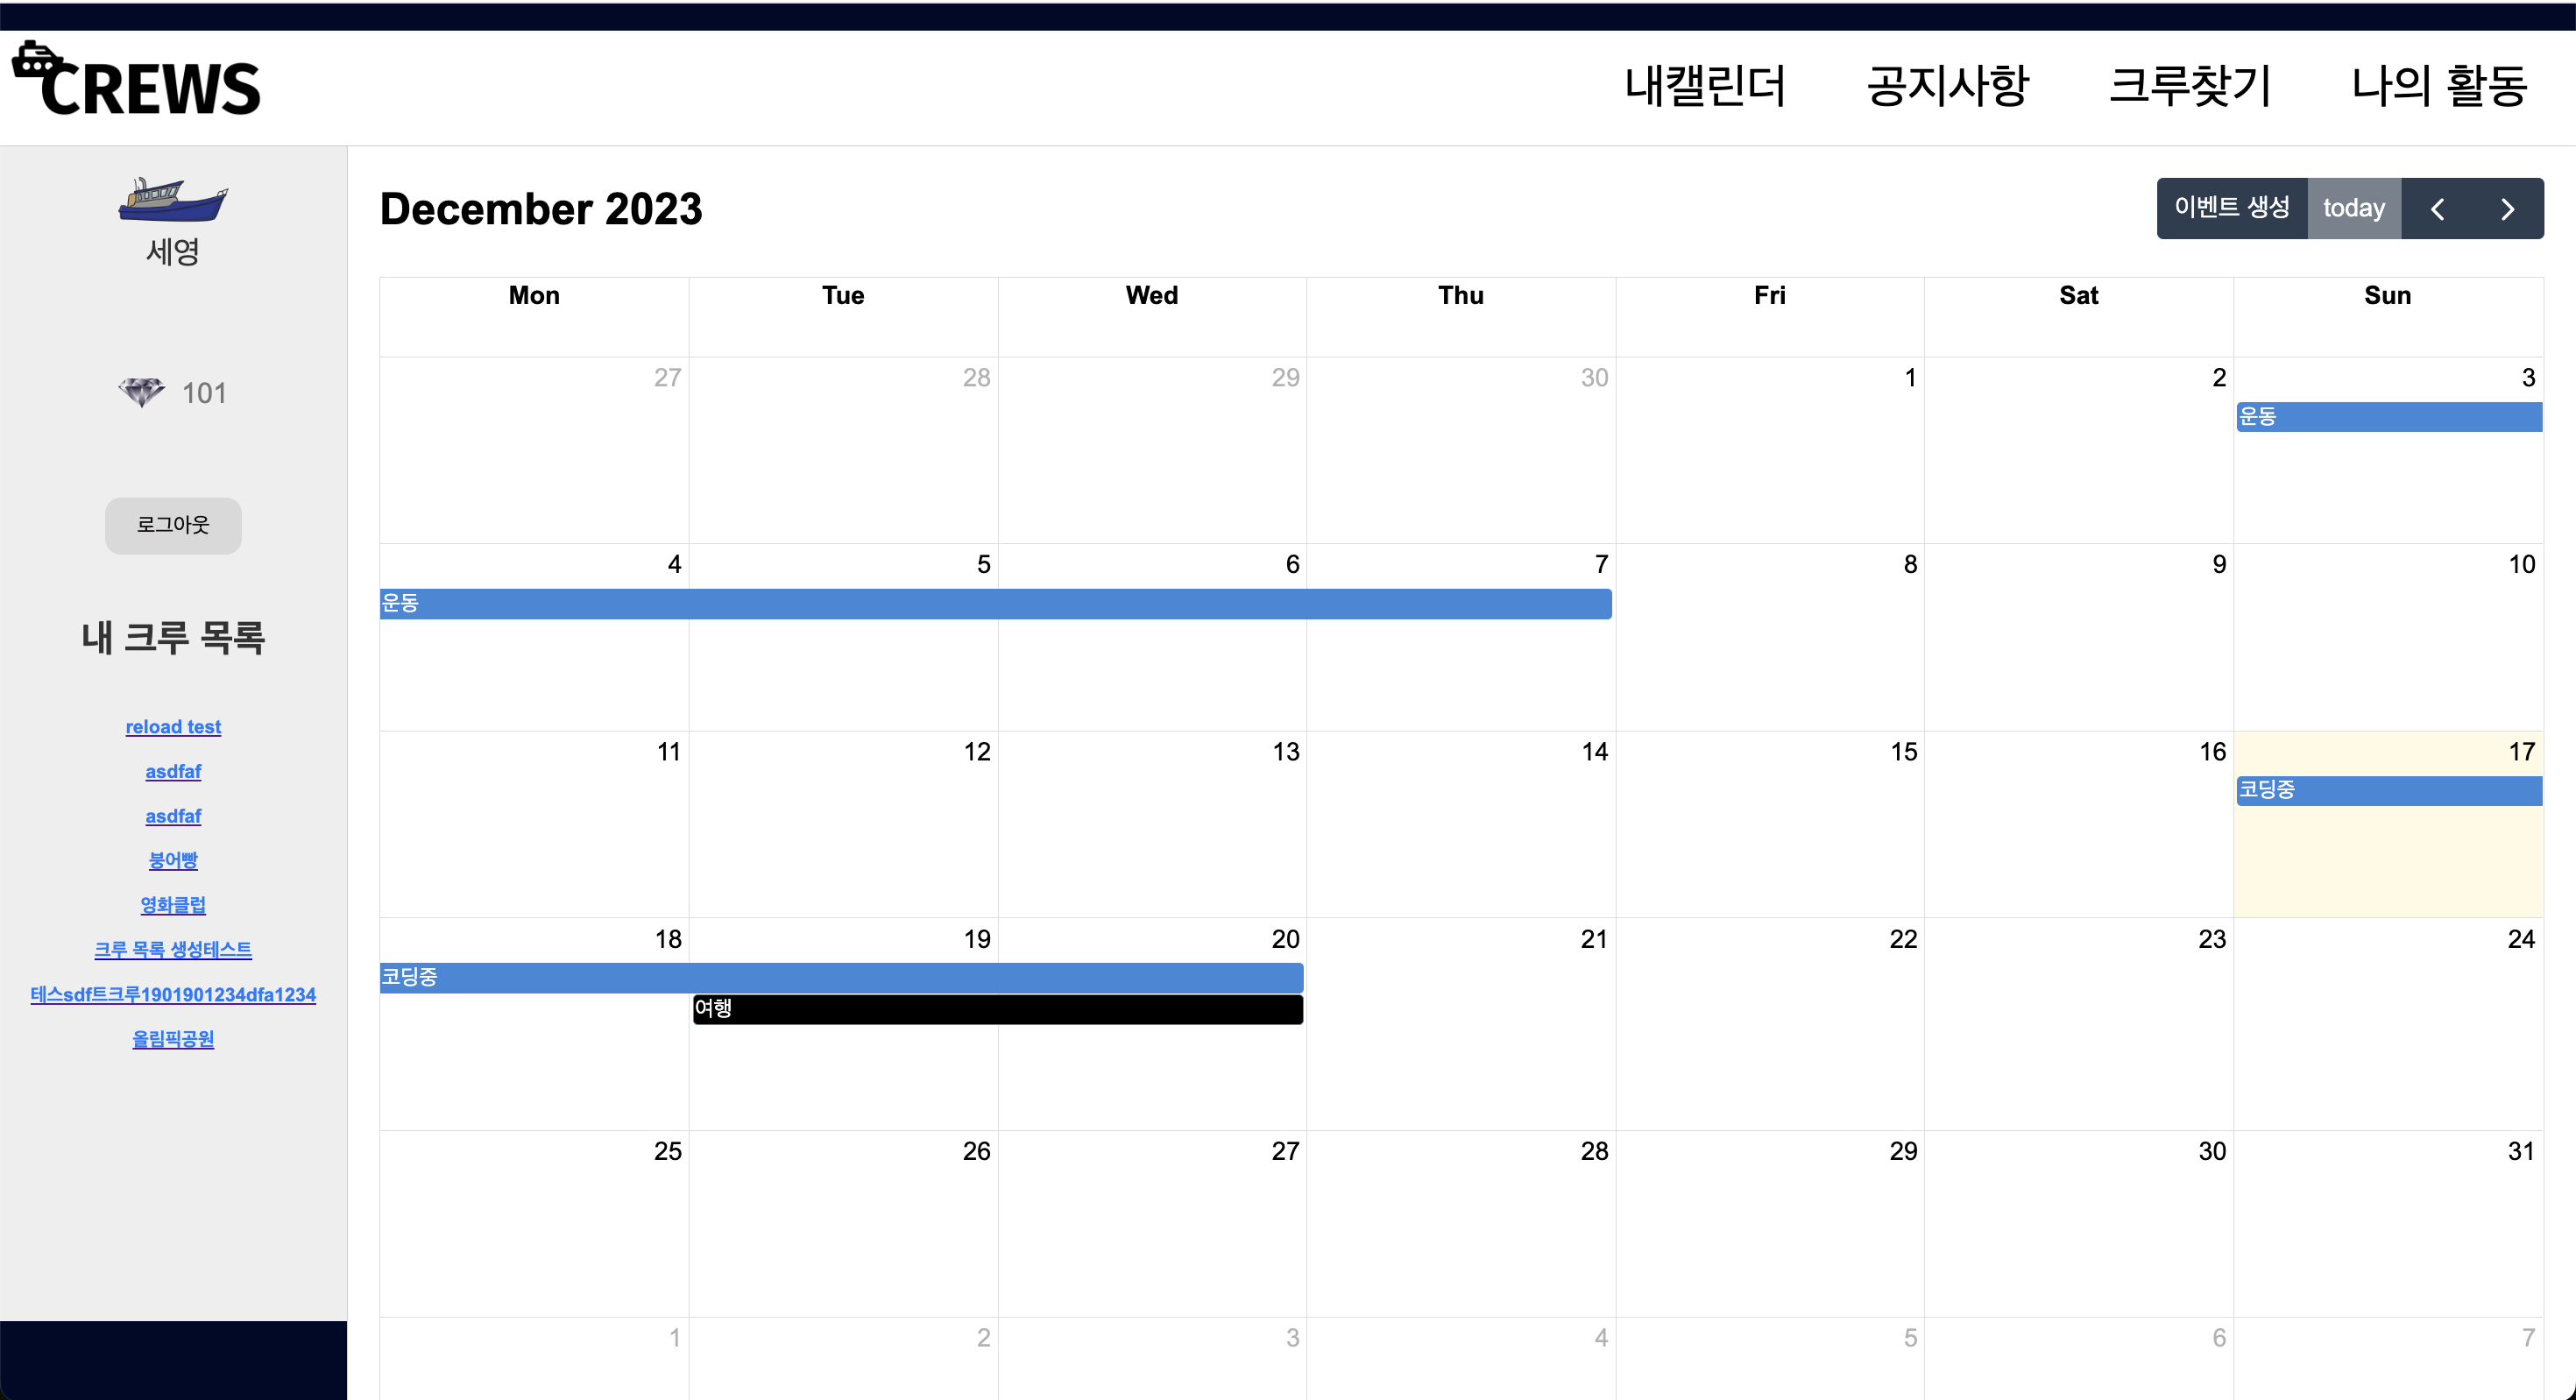 CREWS
내캘린더 공지사항 크루찾기 나의 활동
세영
101
로그아웃
내 크루 목록
reload test
asdfaf
asdfaf
붕어빵
영화클럽
크루 목록 생성테스트
테스sdf트크루1901901234dfa1234
올림픽공원
December 2023
이벤트 생성 today
Mon Tue Wed Thu Fri Sat Sun
27 28 29 30 1 2 3
운동
4 5 6 7 8 9 10
운동
11 12 13 14 15 16 17
코딩중
18 19 20 21 22 23 24
코딩중
여행
25 26 27 28 29 30 31
1 2 3 4 5 6 7